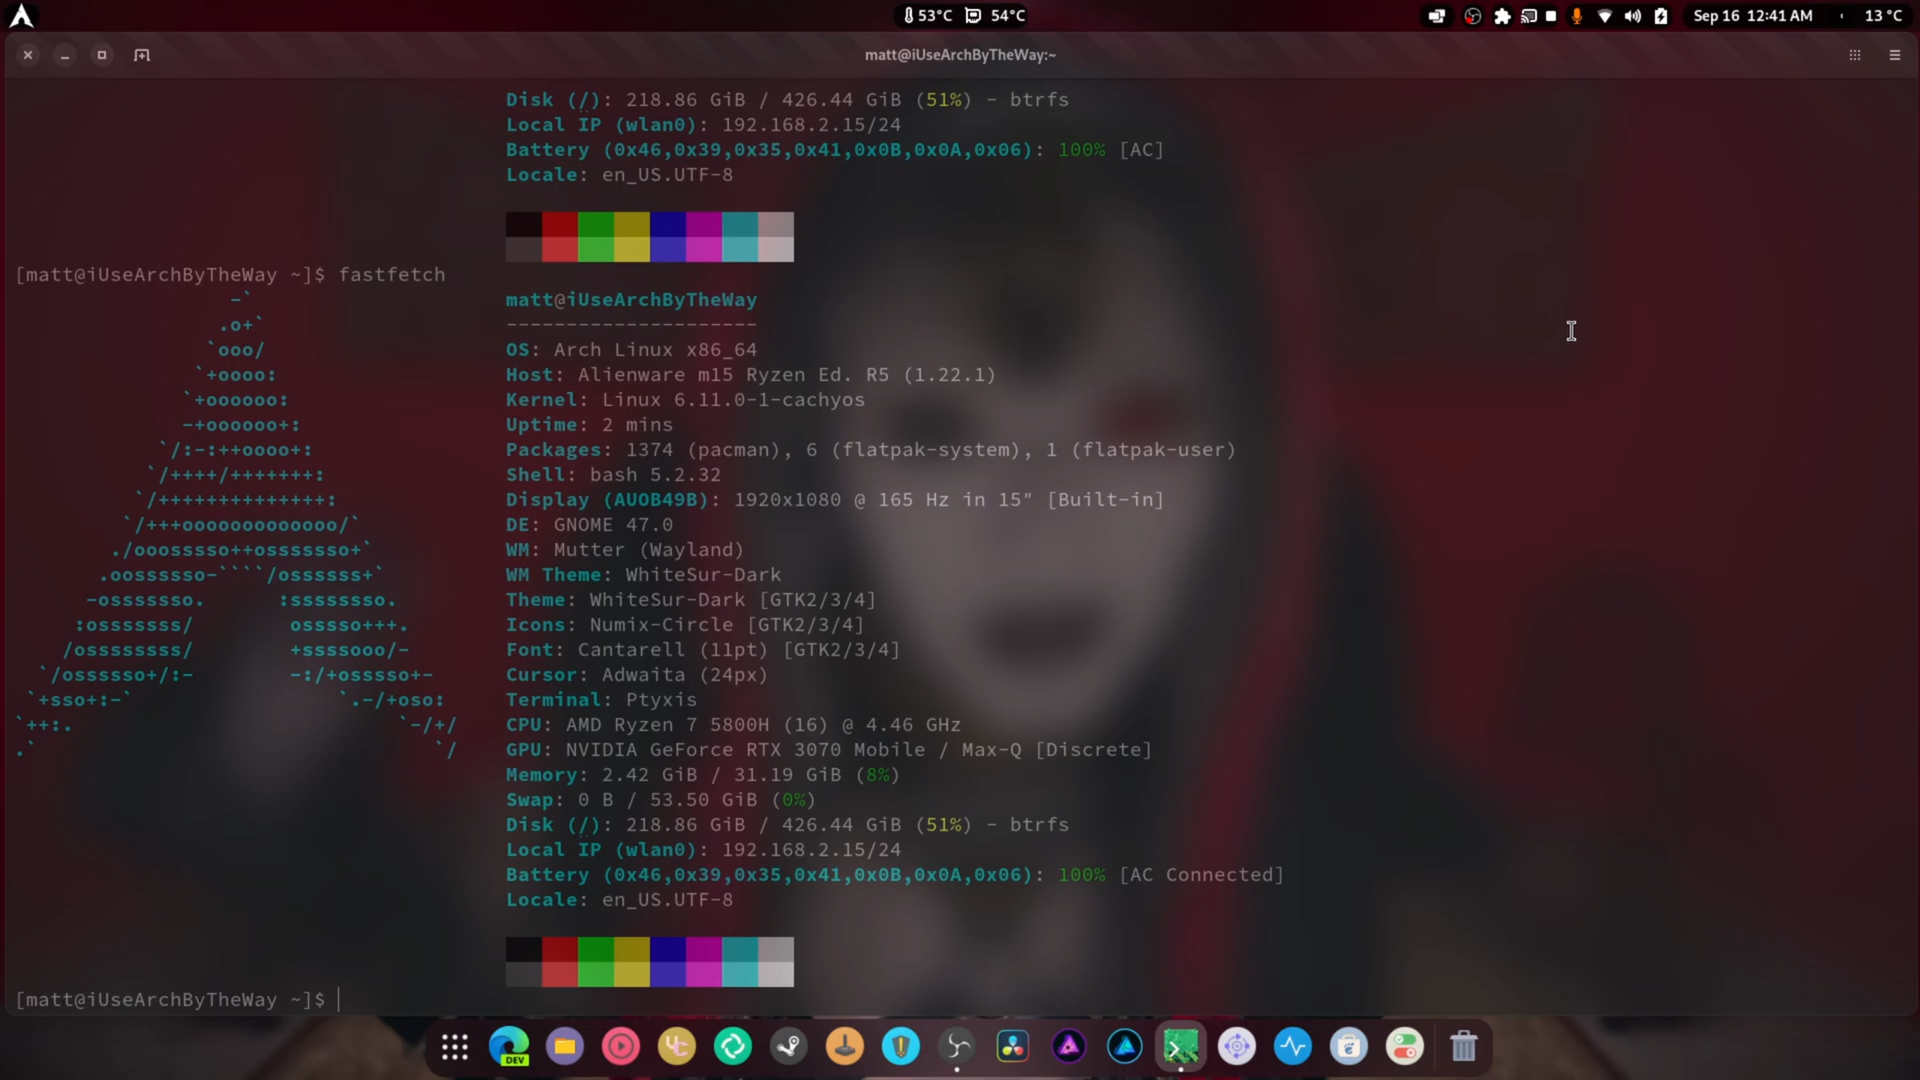 53°C 54°C Sep 16 12:41 AM 13 °C
matt@iUseArchByTheWay:~
Disk (/): 218.86 GiB / 426.44 GiB (51%) - btrfs
Local IP (wlan0): 192.168.2.15/24
Battery (0x46,0x39,0x35,0x41,0x0B,0x0A,0x06): 100% [AC]
Locale: en_US.UTF-8
[matt@iUseArchByTheWay ~]$ fastfetch
matt@iUseArchByTheWay
---------------------
OS: Arch Linux x86_64
Host: Alienware m15 Ryzen Ed. R5 (1.22.1)
Kernel: Linux 6.11.0-1-cachyos
Uptime: 2 mins
Packages: 1374 (pacman), 6 (flatpak-system), 1 (flatpak-user)
Shell: bash 5.2.32
Display (AUOB49B): 1920x1080 @ 165 Hz in 15″ [Built-in]
DE: GNOME 47.0
WM: Mutter (Wayland)
WM Theme: WhiteSur-Dark
Theme: WhiteSur-Dark [GTK2/3/4]
Icons: Numix-Circle [GTK2/3/4]
Font: Cantarell (11pt) [GTK2/3/4]
Cursor: Adwaita (24px)
Terminal: Ptyxis
CPU: AMD Ryzen 7 5800H (16) @ 4.46 GHz
GPU: NVIDIA GeForce RTX 3070 Mobile / Max-Q [Discrete]
Memory: 2.42 GiB / 31.19 GiB (8%)
Swap: 0 B / 53.50 GiB (0%)
Disk (/): 218.86 GiB / 426.44 GiB (51%) - btrfs
Local IP (wlan0): 192.168.2.15/24
Battery (0x46,0x39,0x35,0x41,0x0B,0x0A,0x06): 100% [AC Connected]
Locale: en_US.UTF-8
[matt@iUseArchByTheWay ~]$
DEV